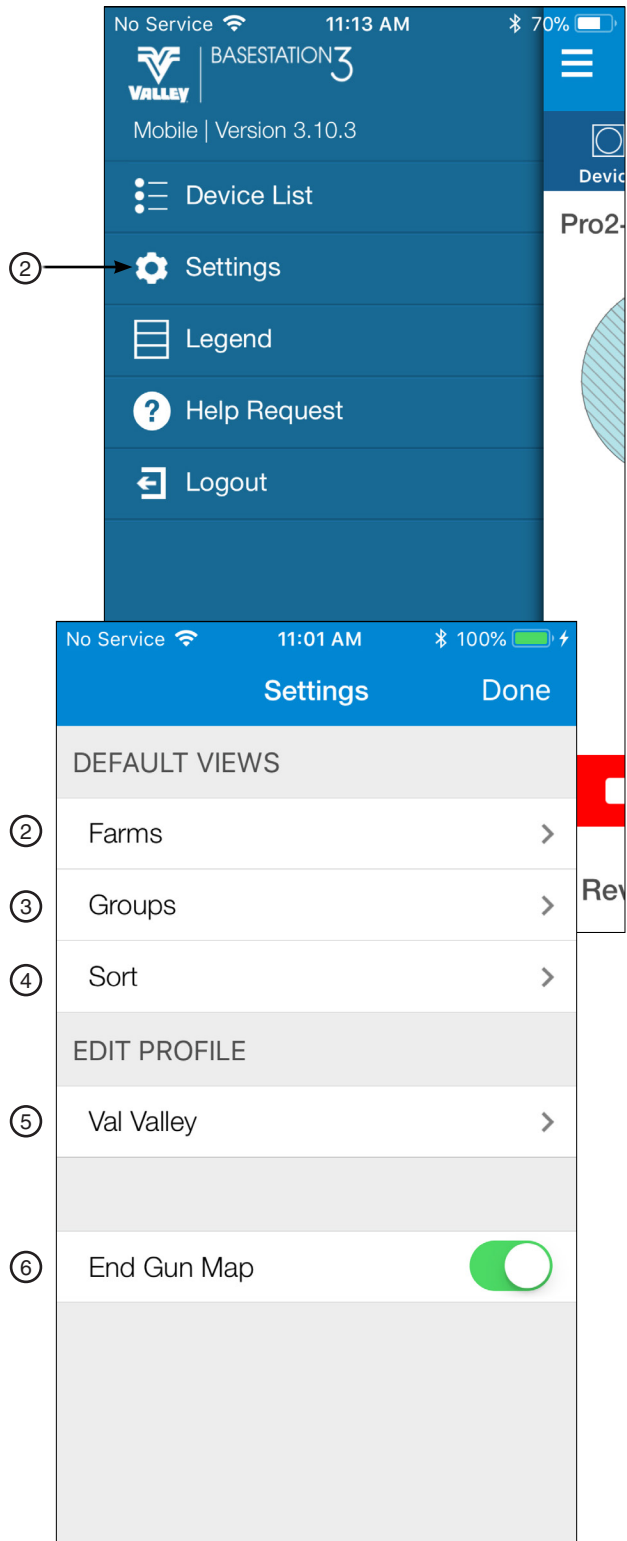 No Service 11:13 AM 70%
VALLEY BASESTATION3
Mobile | Version 3.10.3
Device List
2 Settings
Legend
Help Request
Logout
Devic
Pro2-
No Service 11:01 AM 100%
Settings Done
DEFAULT VIEWS
2 Farms
3 Groups
Rev
4 Sort
EDIT PROFILE
5 Val Valley
6 End Gun Map